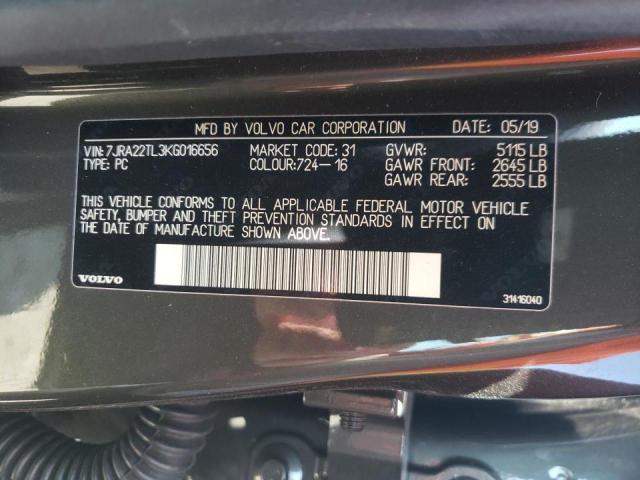 MFD BY VOLVO CAR CORPORATION DATE: 05/19
VIN:7JRA22TL3KG016656 MARKET CODE: 31 GVWR: 5115 LB
TYPE: PC COLOUR:724-16 GAWR FRONT: 2645 LB
GAWR REAR: 2555 LB
THIS VEHICLE CONFORMS TO ALL APPLICABLE FEDERAL MOTOR VEHICLE
SAFETY, BUMPER AND THEFT PREVENTION STANDARDS IN EFFECT ON
THE DATE OF MANUFACTURE SHOWN ABOVE.
VOLVO 31416040